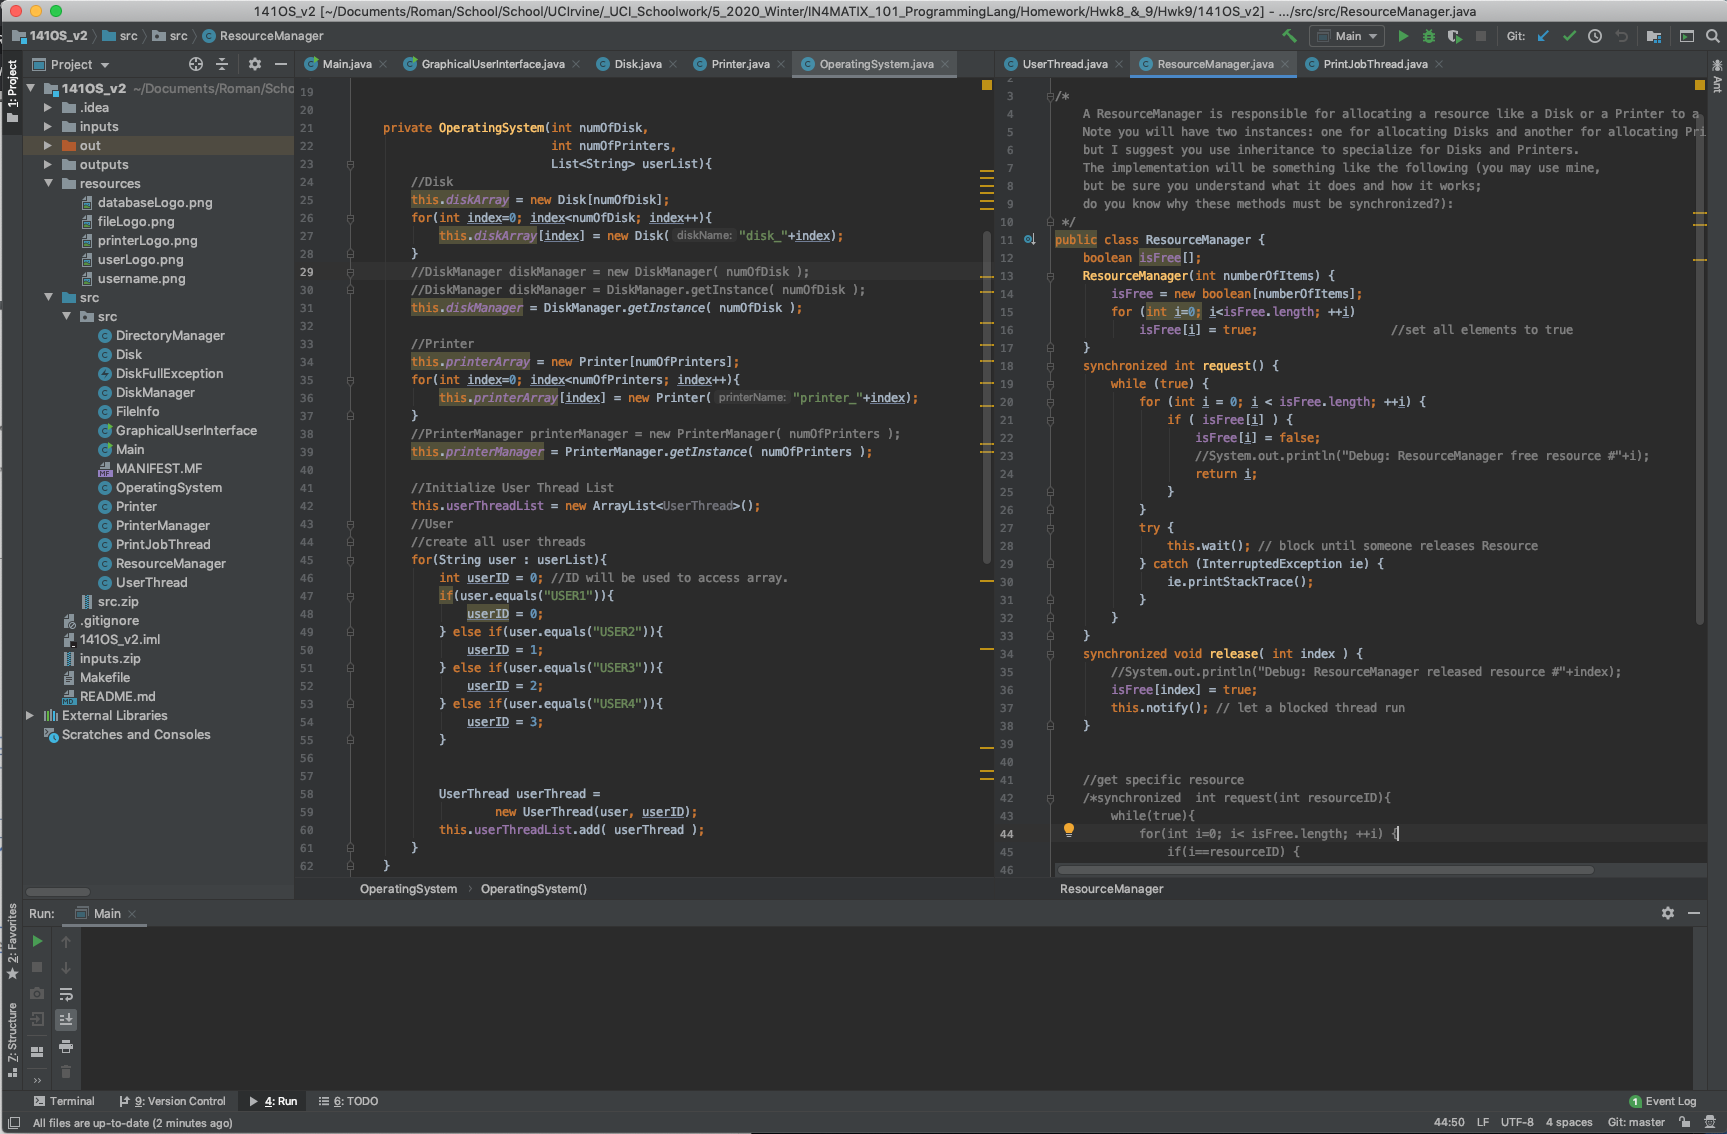 141OS_v2 [~/Documents/Roman/School/School/UCIrvine/_UCI_Schoolwork/5_2020_Winter/IN4MATIX_101_ProgrammingLang/Homework/Hwk8_&_9/Hwk9/141OS_v2] - .../src/src/ResourceManager.java
141OS_v2 src src ResourceManager Main Git:
1: Project
Project
141OS_v2 ~/Documents/Roman/School/Scho
.idea
inputs
out
outputs
resources
databaseLogo.png
fileLogo.png
printerLogo.png
userLogo.png
username.png
src
src
DirectoryManager
Disk
DiskFullException
DiskManager
FileInfo
GraphicalUserInterface
Main
MANIFEST.MF
OperatingSystem
Printer
PrinterManager
PrintJobThread
ResourceManager
UserThread
src.zip
.gitignore
141OS_v2.iml
inputs.zip
Makefile
README.md
External Libraries
Scratches and Consoles
Main.java GraphicalUserInterface.java Disk.java Printer.java OperatingSystem.java
19
20
21 private OperatingSystem(int numOfDisk,
22 int numOfPrinters,
23 List<String> userList){
24 //Disk
25 this.diskArray = new Disk[numOfDisk];
26 for(int index=0; index<numOfDisk; index++){
27 this.diskArray[index] = new Disk( diskName: "disk_"+index);
28 }
29 //DiskManager diskManager = new DiskManager( numOfDisk );
30 //DiskManager diskManager = DiskManager.getInstance( numOfDisk );
31 this.diskManager = DiskManager.getInstance( numOfDisk );
32
33 //Printer
34 this.printerArray = new Printer[numOfPrinters];
35 for(int index=0; index<numOfPrinters; index++){
36 this.printerArray[index] = new Printer( printerName: "printer_"+index);
37 }
38 //PrinterManager printerManager = new PrinterManager( numOfPrinters );
39 this.printerManager = PrinterManager.getInstance( numOfPrinters );
40
41 //Initialize User Thread List
42 this.userThreadList = new ArrayList<UserThread>();
43 //User
44 //create all user threads
45 for(String user : userList){
46 int userID = 0; //ID will be used to access array.
47 if(user.equals("USER1")){
48 userID = 0;
49 } else if(user.equals("USER2")){
50 userID = 1;
51 } else if(user.equals("USER3")){
52 userID = 2;
53 } else if(user.equals("USER4")){
54 userID = 3;
55 }
56
57
58 UserThread userThread =
59 new UserThread(user, userID);
60 this.userThreadList.add( userThread );
61 }
62 }
OperatingSystem OperatingSystem()
UserThread.java ResourceManager.java PrintJobThread.java
2
3 /*
4 A ResourceManager is responsible for allocating a resource like a Disk or a Printer to a
5 Note you will have two instances: one for allocating Disks and another for allocating Pri
6 but I suggest you use inheritance to specialize for Disks and Printers.
7 The implementation will be something like the following (you may use mine,
8 but be sure you understand what it does and how it works;
9 do you know why these methods must be synchronized?):
10 */
11 public class ResourceManager {
12 boolean isFree[];
13 ResourceManager(int numberOfItems) {
14 isFree = new boolean[numberOfItems];
15 for (int i=0; i<isFree.length; ++i)
16 isFree[i] = true; //set all elements to true
17 }
18 synchronized int request() {
19 while (true) {
20 for (int i = 0; i < isFree.length; ++i) {
21 if ( isFree[i] ) {
22 isFree[i] = false;
23 //System.out.println("Debug: ResourceManager free resource #"+i);
24 return i;
25 }
26 }
27 try {
28 this.wait(); // block until someone releases Resource
29 } catch (InterruptedException ie) {
30 ie.printStackTrace();
31 }
32 }
33 }
34 synchronized void release( int index ) {
35 //System.out.println("Debug: ResourceManager released resource #"+index);
36 isFree[index] = true;
37 this.notify(); // let a blocked thread run
38 }
39
40
41 //get specific resource
42 /*synchronized int request(int resourceID){
43 while(true){
44 for(int i=0; i< isFree.length; ++i) {
45 if(i==resourceID) {
46
ResourceManager
Ant
Run: Main
2: Favorites
Z: Structure
Terminal 9: Version Control 4: Run 6: TODO 1 Event Log
All files are up-to-date (2 minutes ago) 44:50 LF UTF-8 4 spaces Git: master